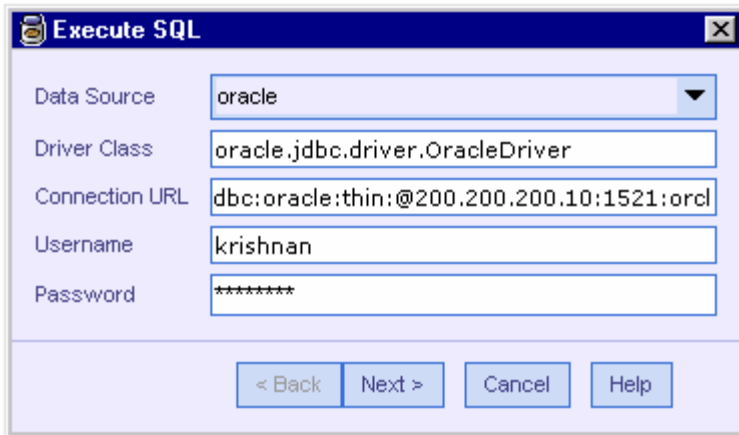 Execute SQL
Data Source oracle
Driver Class oracle.jdbc.driver.OracleDriver
Connection URL dbc:oracle:thin:@200.200.200.10:1521:orcl
Username krishnan
Password ********
< Back Next > Cancel Help